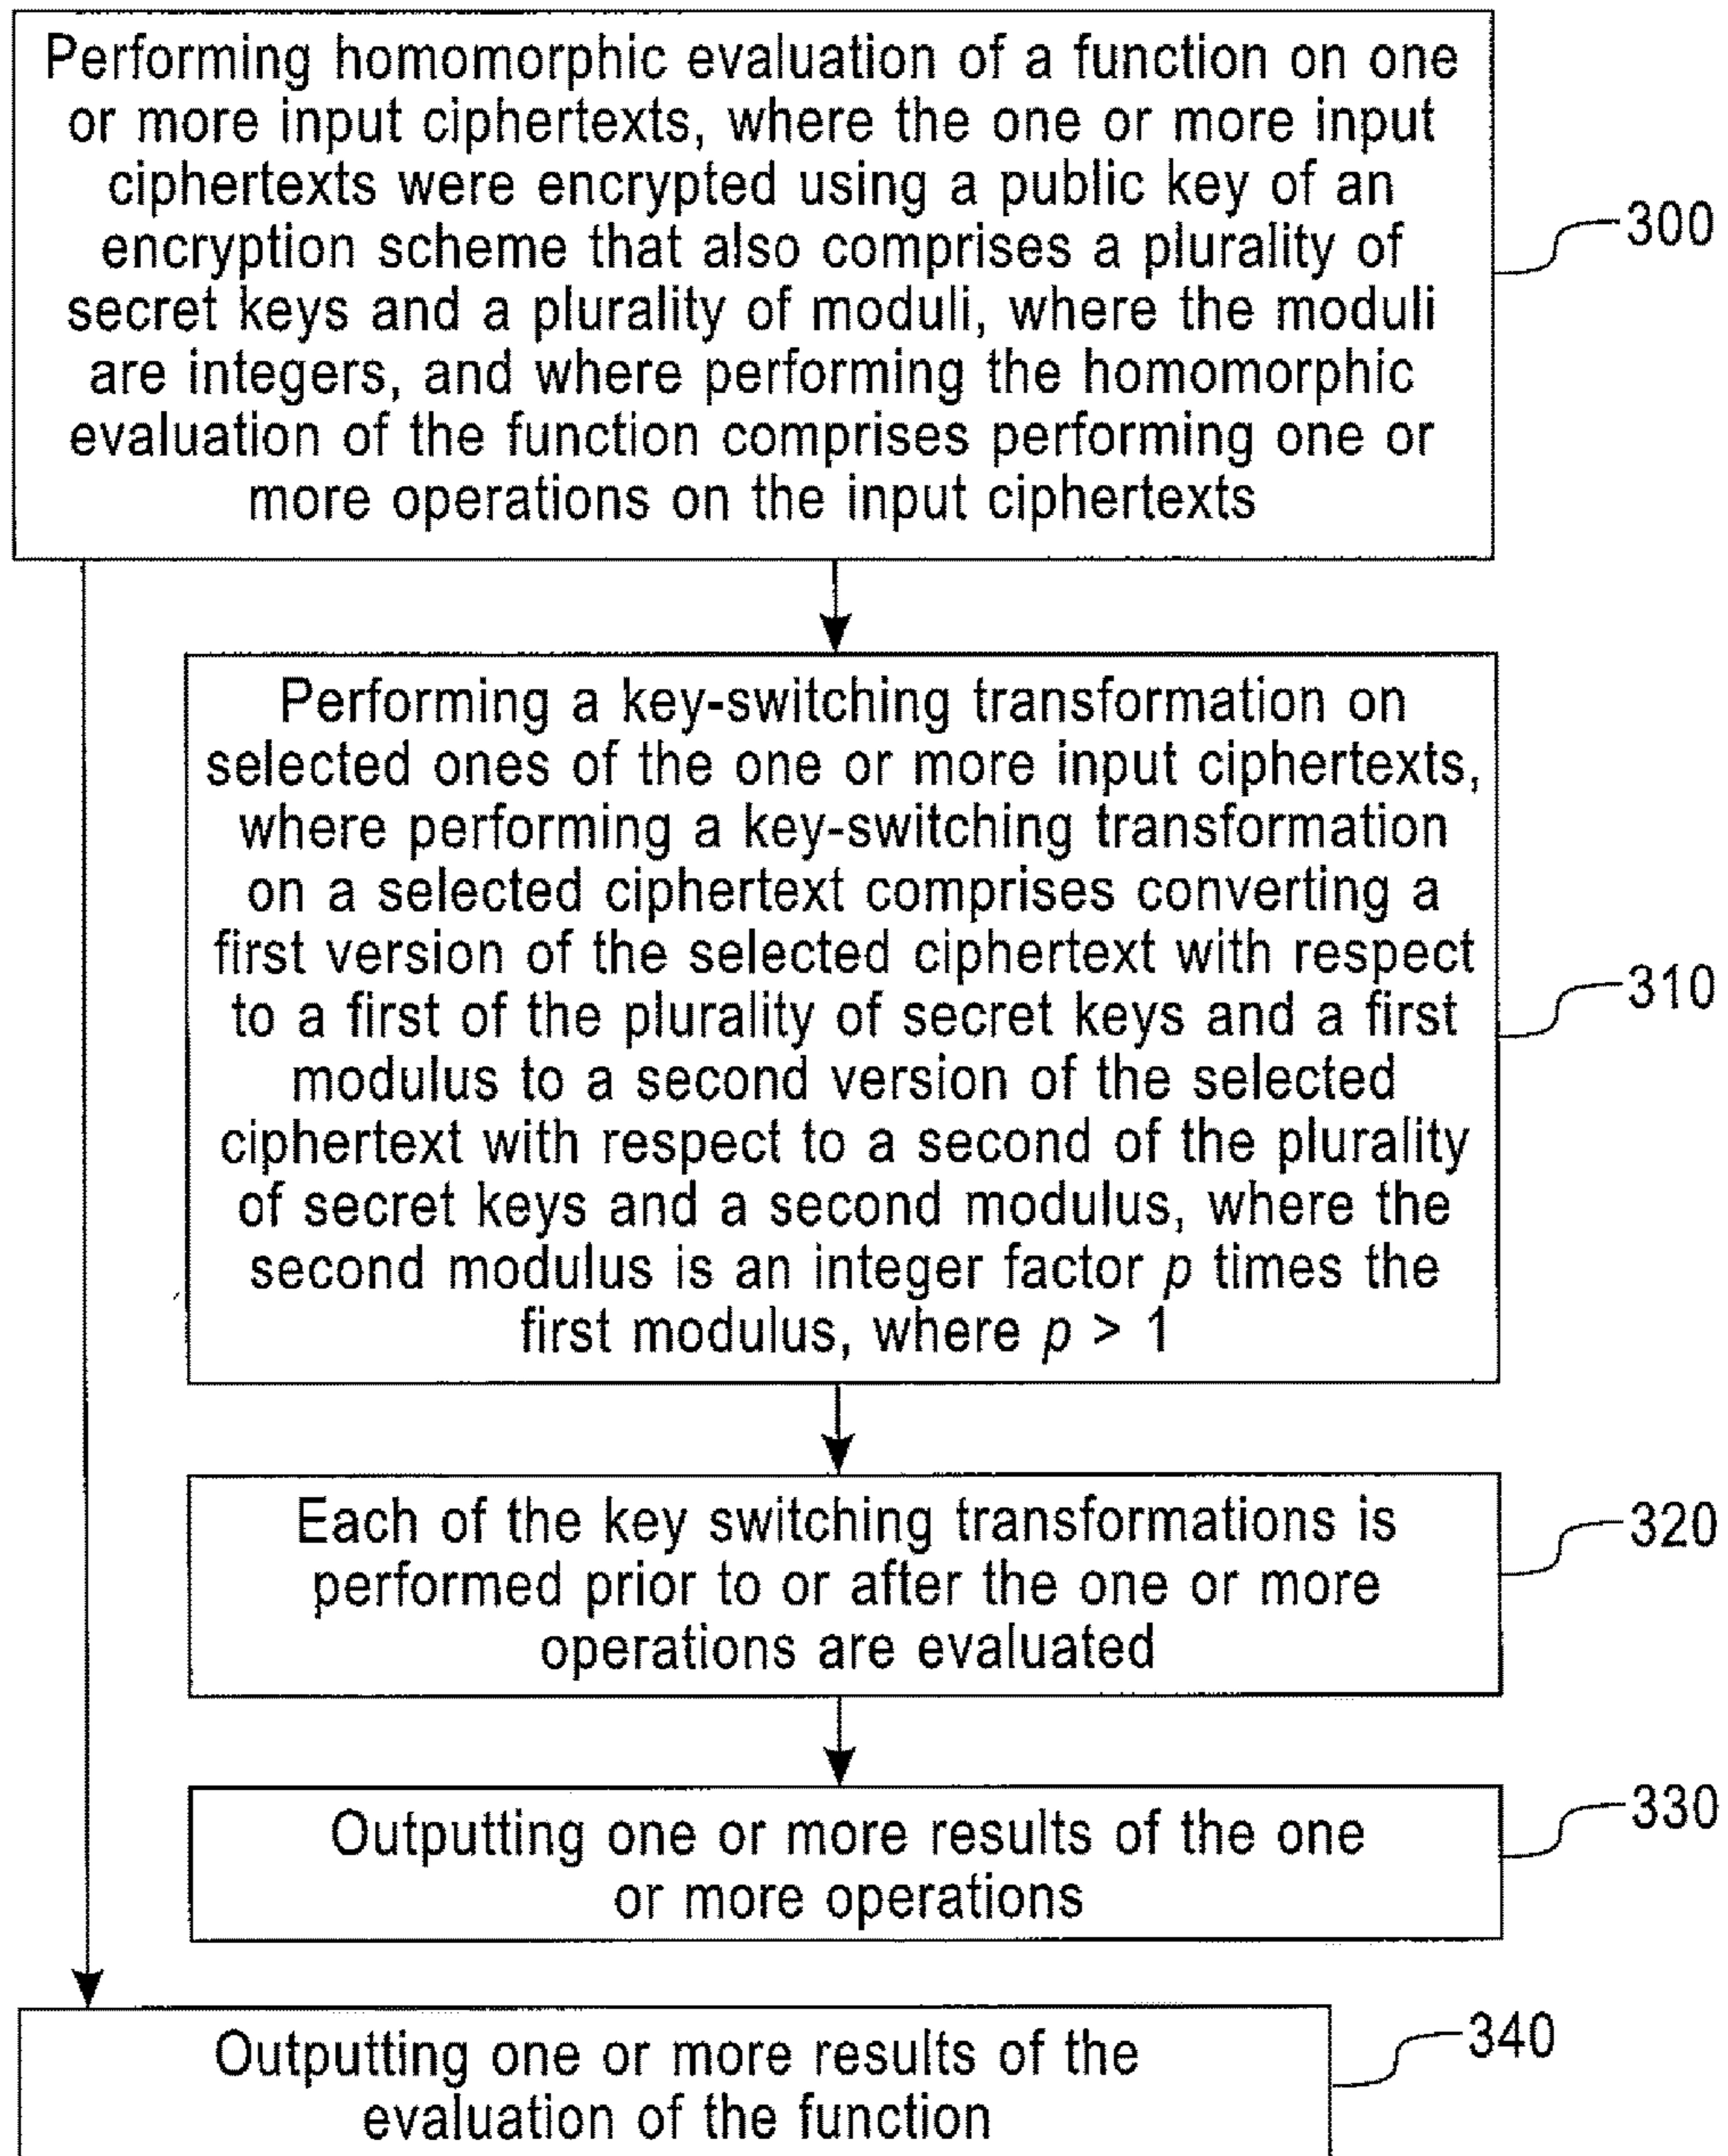 Performing homomorphic evaluation of a function on one
or more input ciphertexts, where the one or more input
ciphertexts were encrypted using a public key of an
encryption scheme that also comprises a plurality of
secret keys and a plurality of moduli, where the moduli
are integers, and where performing the homomorphic
evaluation of the function comprises performing one or
more operations on the input ciphertexts
300
Performing a key-switching transformation on
selected ones of the one or more input ciphertexts,
where performing a key-switching transformation
on a selected ciphertext comprises converting a
first version of the selected ciphertext with respect
to a first of the plurality of secret keys and a first
modulus to a second version of the selected
ciphertext with respect to a second of the plurality
of secret keys and a second modulus, where the
second modulus is an integer factor p times the
first modulus, where p > 1
310
Each of the key switching transformations is
performed prior to or after the one or more
operations are evaluated
320
Outputting one or more results of the one
or more operations
330
Outputting one or more results of the
evaluation of the function
340